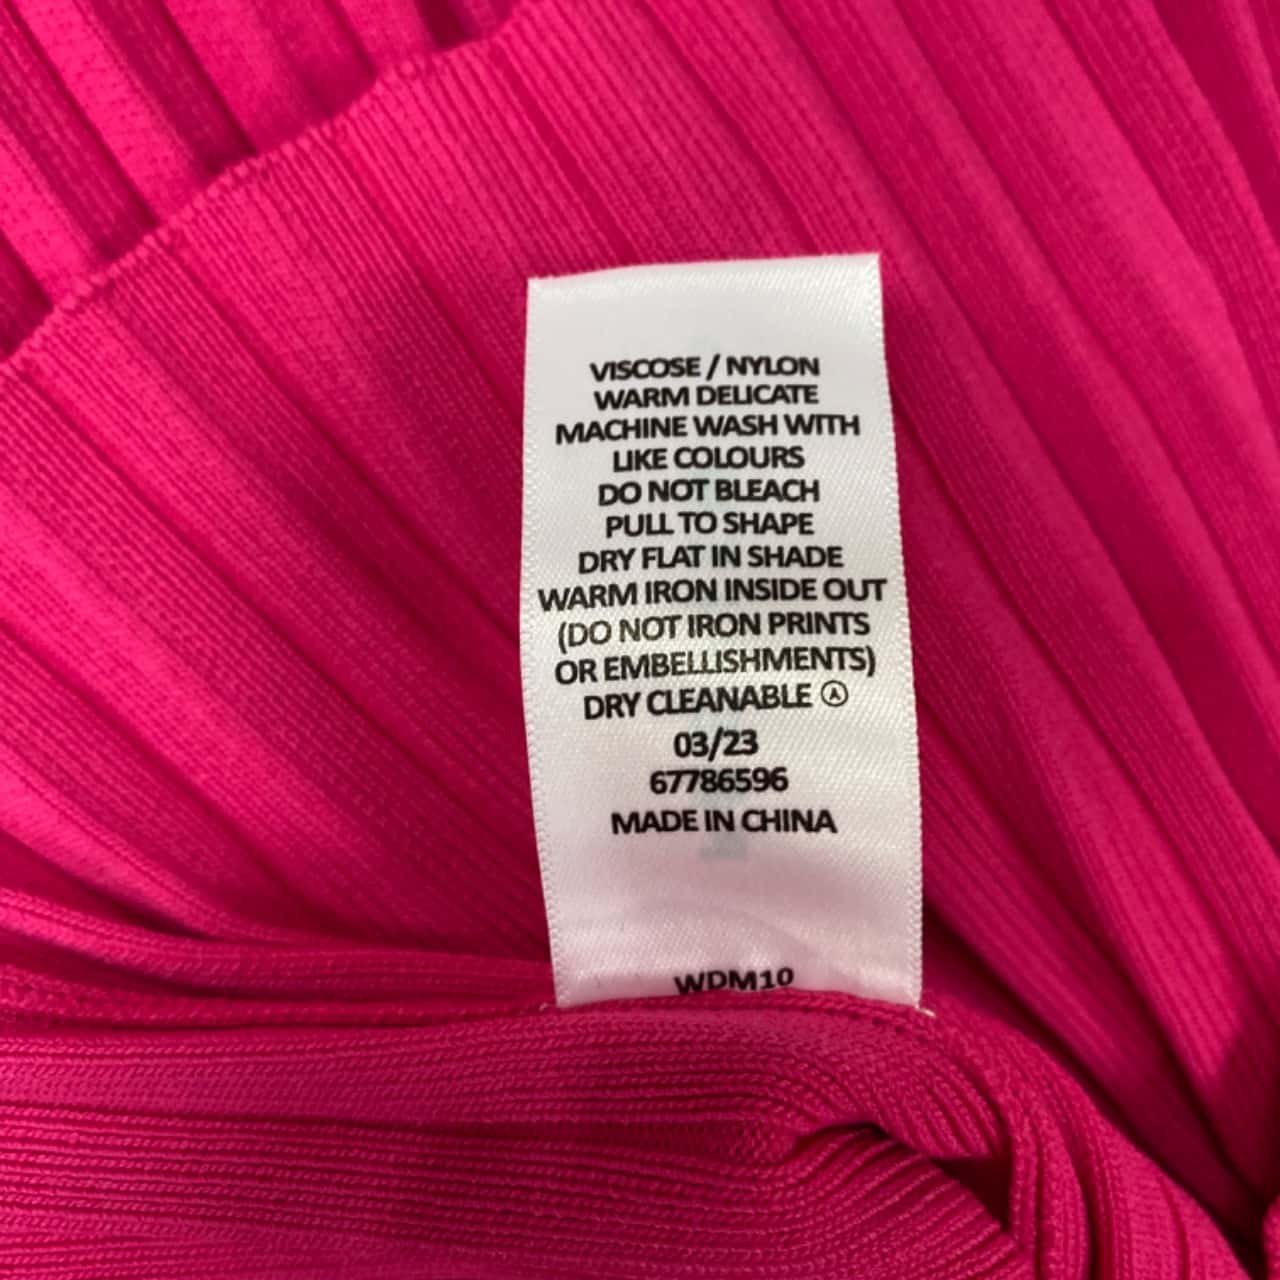 VISCOSE / NYLON
WARM DELICATE
MACHINE WASH WITH
LIKE COLOURS
DO NOT BLEACH
PULL TO SHAPE
DRY FLAT IN SHADE
WARM IRON INSIDE OUT
(DO NOT IRON PRINTS
OR EMBELLISHMENTS)
DRY CLEANABLE Ⓐ
03/23
67786596
MADE IN CHINA
WDM10